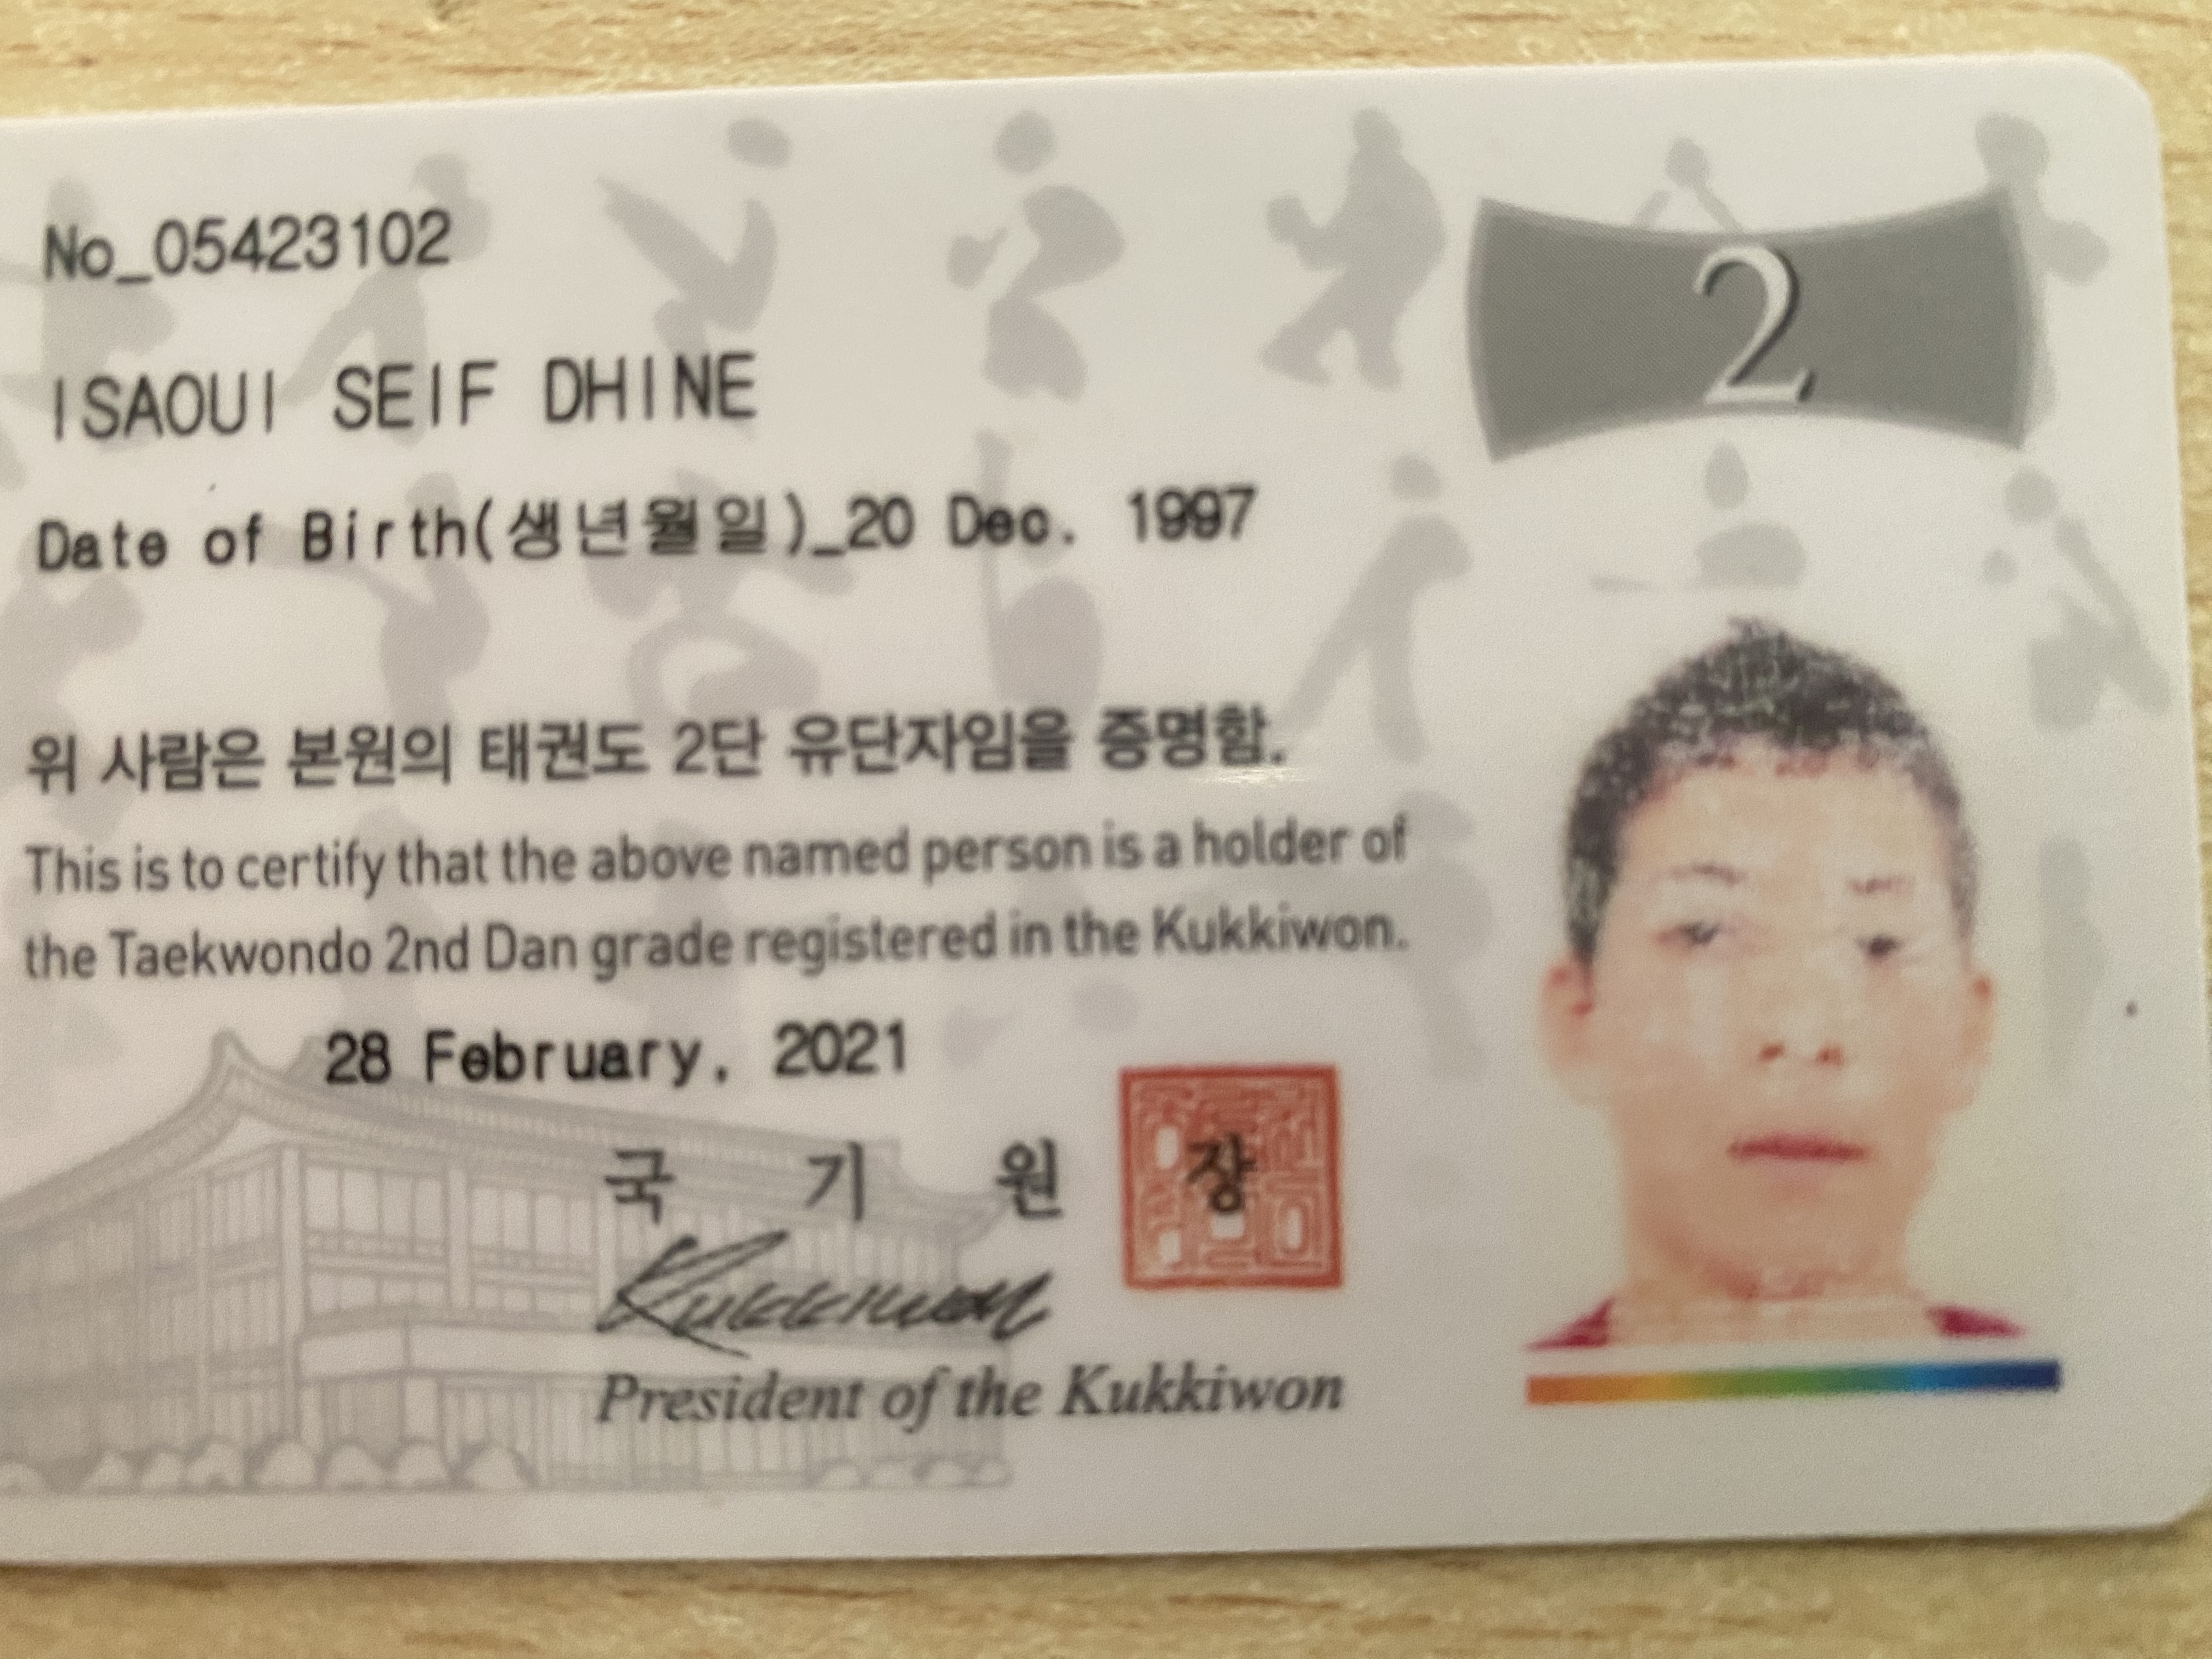 No_05423102
2
ISAOUI SEIF DHINE
Date of Birth(생년월일)_20 Dec. 1997
위 사람은 본원의 태권도 2단 유단자임을 증명함.
This is to certify that the above named person is a holder of
the Taekwondo 2nd Dan grade registered in the Kukkiwon.
28 February, 2021
국 기 원 장
Kukkiwon
President of the Kukkiwon